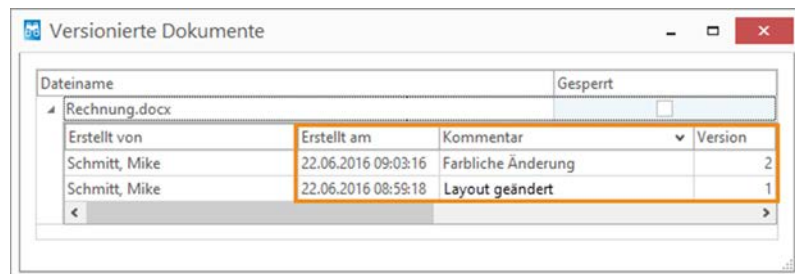 Versionierte Dokumente
Dateiname Gesperrt
Rechnung.docx
Erstellt von Erstellt am Kommentar Version
Schmitt, Mike 22.06.2016 09:03:16 Farbliche Änderung 2
Schmitt, Mike 22.06.2016 08:59:18 Layout geändert 1